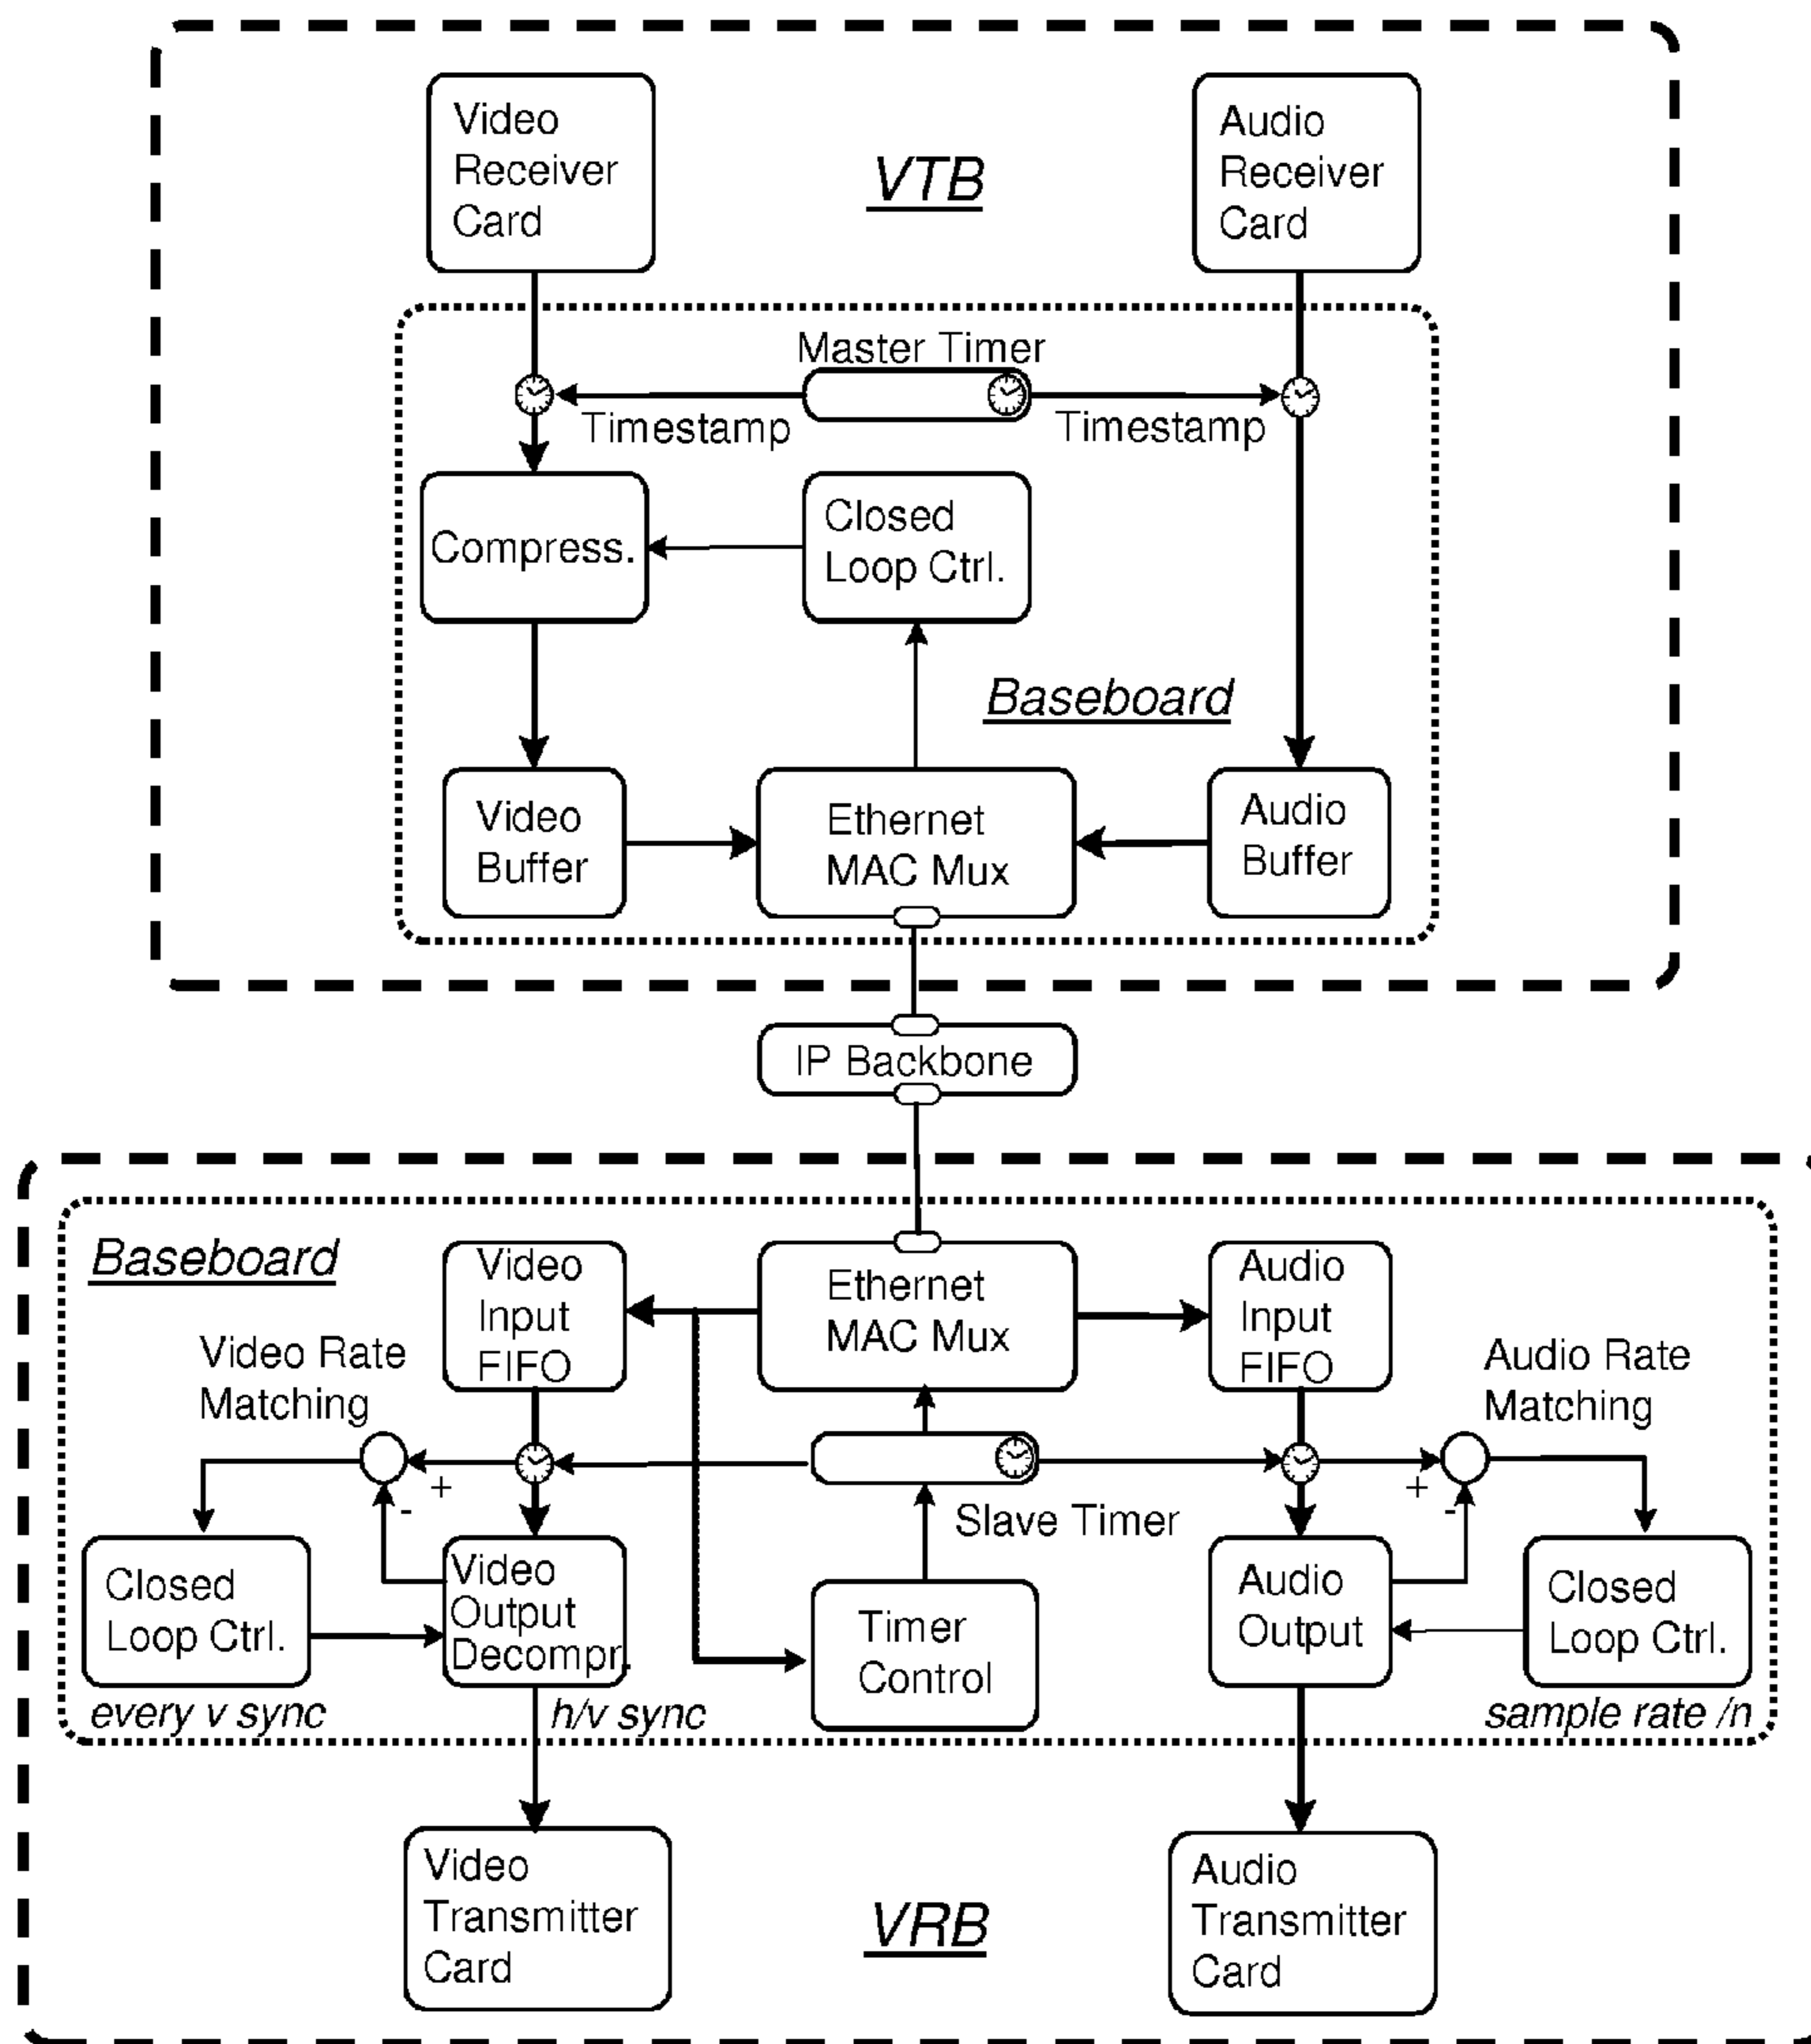 Video
Receiver
Card
VTB
Audio
Receiver
Card
Master Timer
Timestamp
Timestamp
Compress.
Closed
Loop Ctrl.
Baseboard
Video
Buffer
Ethernet
MAC Mux
Audio
Buffer
IP Backbone
Baseboard
Video
Input
FIFO
Ethernet
MAC Mux
Audio
Input
FIFO
Video Rate
Matching
Audio Rate
Matching
+
-
+
-
Slave Timer
Closed
Loop Ctrl.
Video
Output
Decompr.
Timer
Control
Audio
Output
Closed
Loop Ctrl.
every v sync
h/v sync
sample rate /n
Video
Transmitter
Card
VRB
Audio
Transmitter
Card